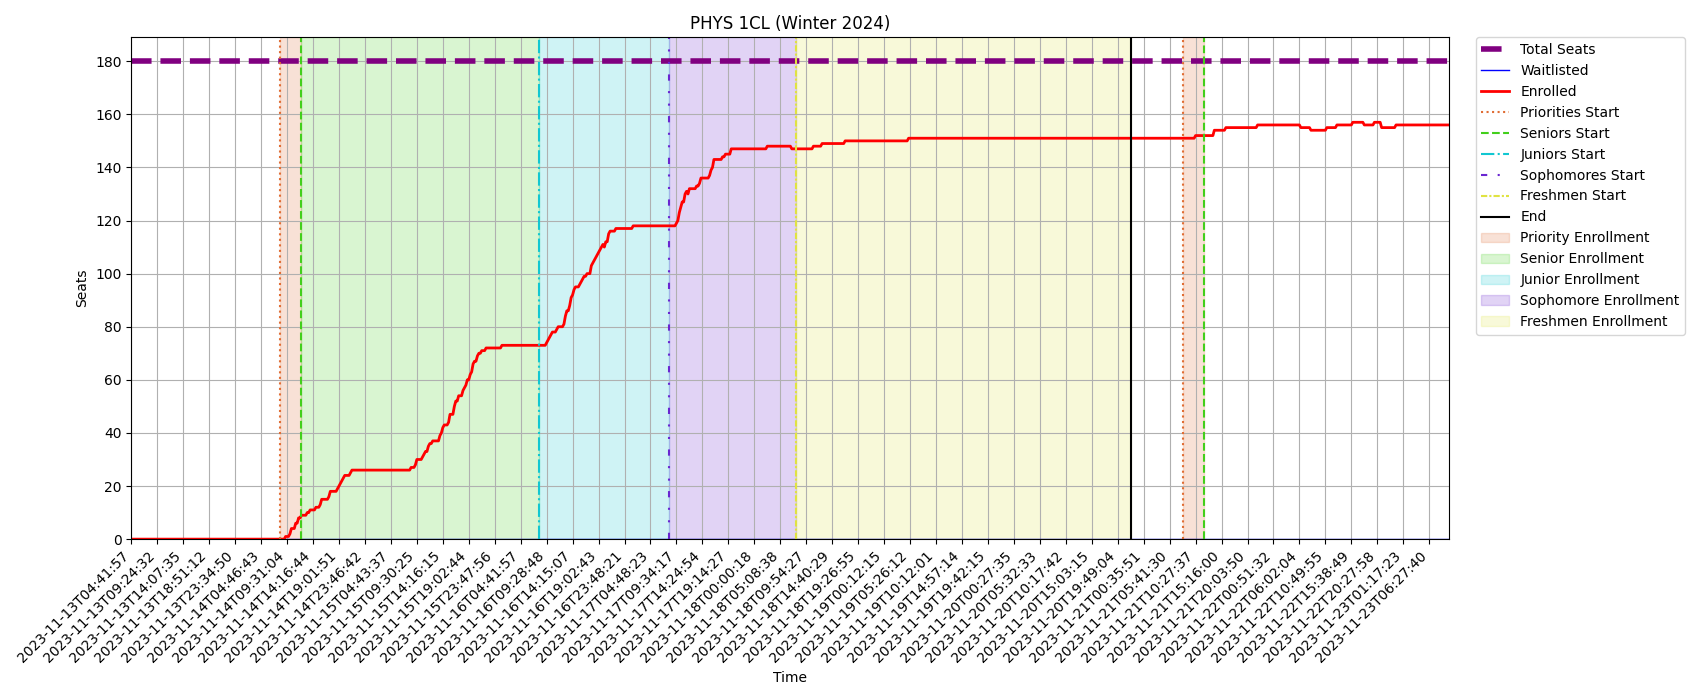 PHYS 1CL (Winter 2024)
180
160
140
120
100
80
60
40
20
0
Seats
2023-11-13T04:41:57
2023-11-13T09:24:32
2023-11-13T14:07:35
2023-11-13T18:51:12
2023-11-13T23:34:50
2023-11-14T04:46:43
2023-11-14T09:31:04
2023-11-14T14:16:44
2023-11-14T19:01:51
2023-11-14T23:46:42
2023-11-15T04:43:37
2023-11-15T09:30:25
2023-11-15T14:16:15
2023-11-15T19:02:44
2023-11-15T23:47:56
2023-11-16T04:41:57
2023-11-16T09:28:48
2023-11-16T14:15:07
2023-11-16T19:02:43
2023-11-16T23:48:21
2023-11-17T04:48:23
2023-11-17T09:34:17
2023-11-17T14:24:54
2023-11-17T19:14:27
2023-11-18T00:00:18
2023-11-18T05:08:38
2023-11-18T09:54:27
2023-11-18T14:40:29
2023-11-18T19:26:55
2023-11-19T00:12:15
2023-11-19T05:26:12
2023-11-19T10:12:01
2023-11-19T14:57:14
2023-11-19T19:42:15
2023-11-20T00:27:35
2023-11-20T05:32:33
2023-11-20T10:17:42
2023-11-20T15:03:15
2023-11-20T19:49:04
2023-11-21T00:35:51
2023-11-21T05:41:30
2023-11-21T10:27:37
2023-11-21T15:16:00
2023-11-21T20:03:50
2023-11-22T00:51:32
2023-11-22T06:02:04
2023-11-22T10:49:55
2023-11-22T15:38:49
2023-11-22T20:27:58
2023-11-23T01:17:23
2023-11-23T06:27:40
Time
Total Seats
Waitlisted
Enrolled
Priorities Start
Seniors Start
Juniors Start
Sophomores Start
Freshmen Start
End
Priority Enrollment
Senior Enrollment
Junior Enrollment
Sophomore Enrollment
Freshmen Enrollment